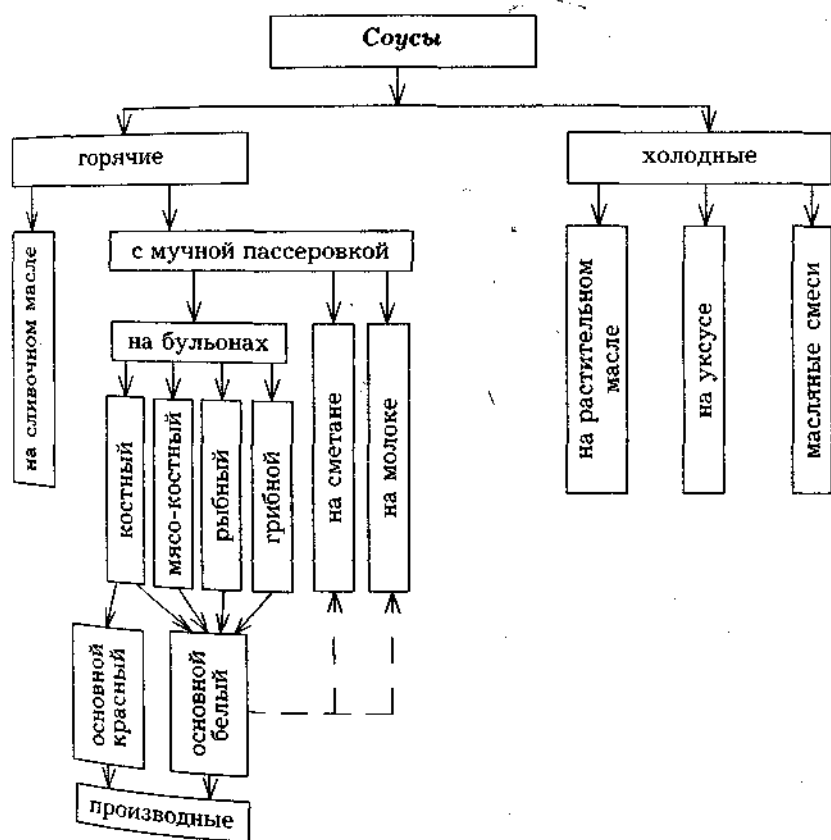 Соусы
горячие
холодные
на сливочном масле
с мучной пассеровкой
на бульонах
костный
мясо-костный
рыбный
грибной
на сметане
на молоке
на растительном
масле
на уксусе
масляные смеси
основной
красный
основной
белый
производные